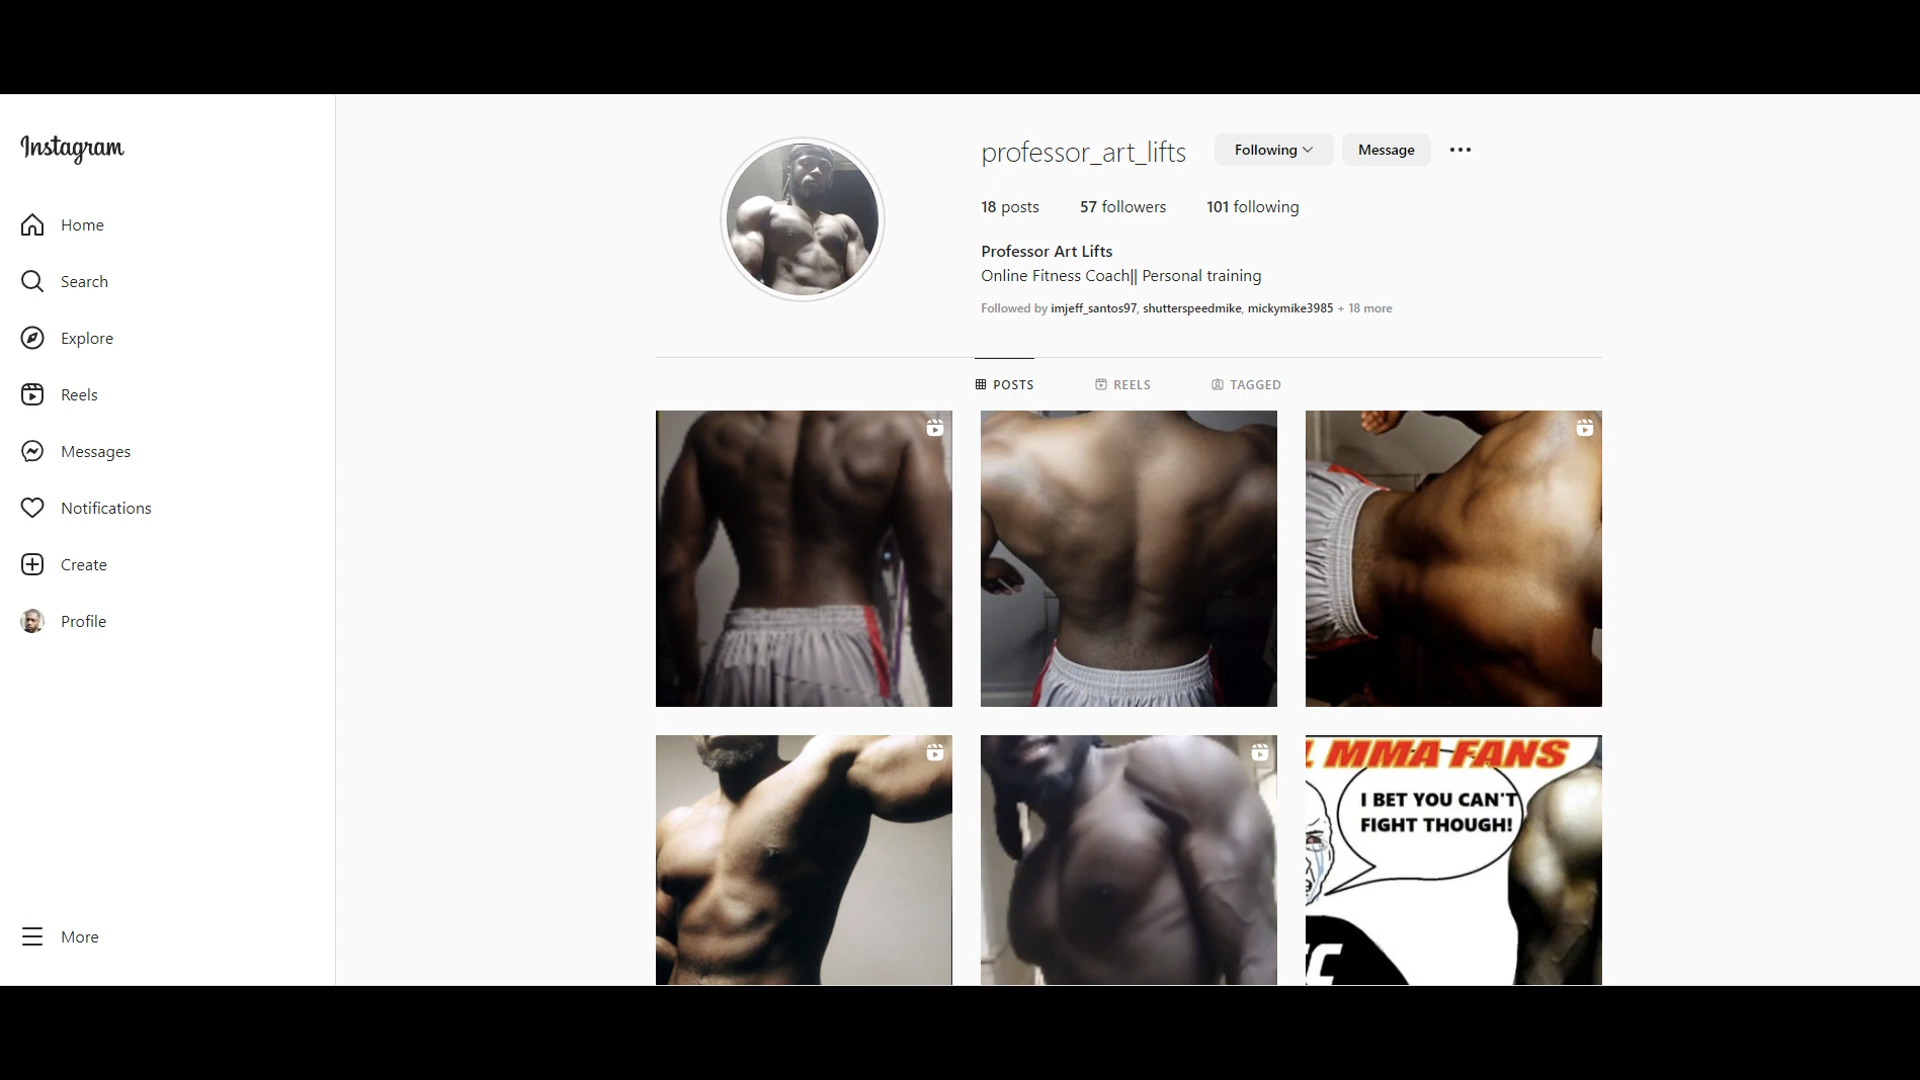 Instagram
Home
Search
Explore
Reels
Messages
Notifications
Create
Profile
More
professor_art_lifts
Following
Message
18 posts 57 followers 101 following
Professor Art Lifts
Online Fitness Coach|| Personal training
Followed by imjeff_santos97, shutterspeedmike, mickymike3985 + 18 more
POSTS
REELS
TAGGED
MMA FANS
I BET YOU CAN'T
FIGHT THOUGH!